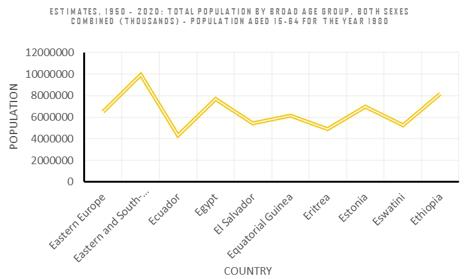 ESTIMATES, 1950 - 2020: TOTAL POPULATION BY BROAD AGE GROUP, BOTH SEXES
COMBINED (THOUSANDS) - POPULATION AGED 15-64 FOR THE YEAR 1980
POPULATION
12000000
10000000
8000000
6000000
4000000
2000000
0
Eastern Europe
Eastern and South-...
Ecuador
Egypt
El Salvador
Equatorial Guinea
Eritrea
Estonia
Eswatini
Ethiopia
COUNTRY